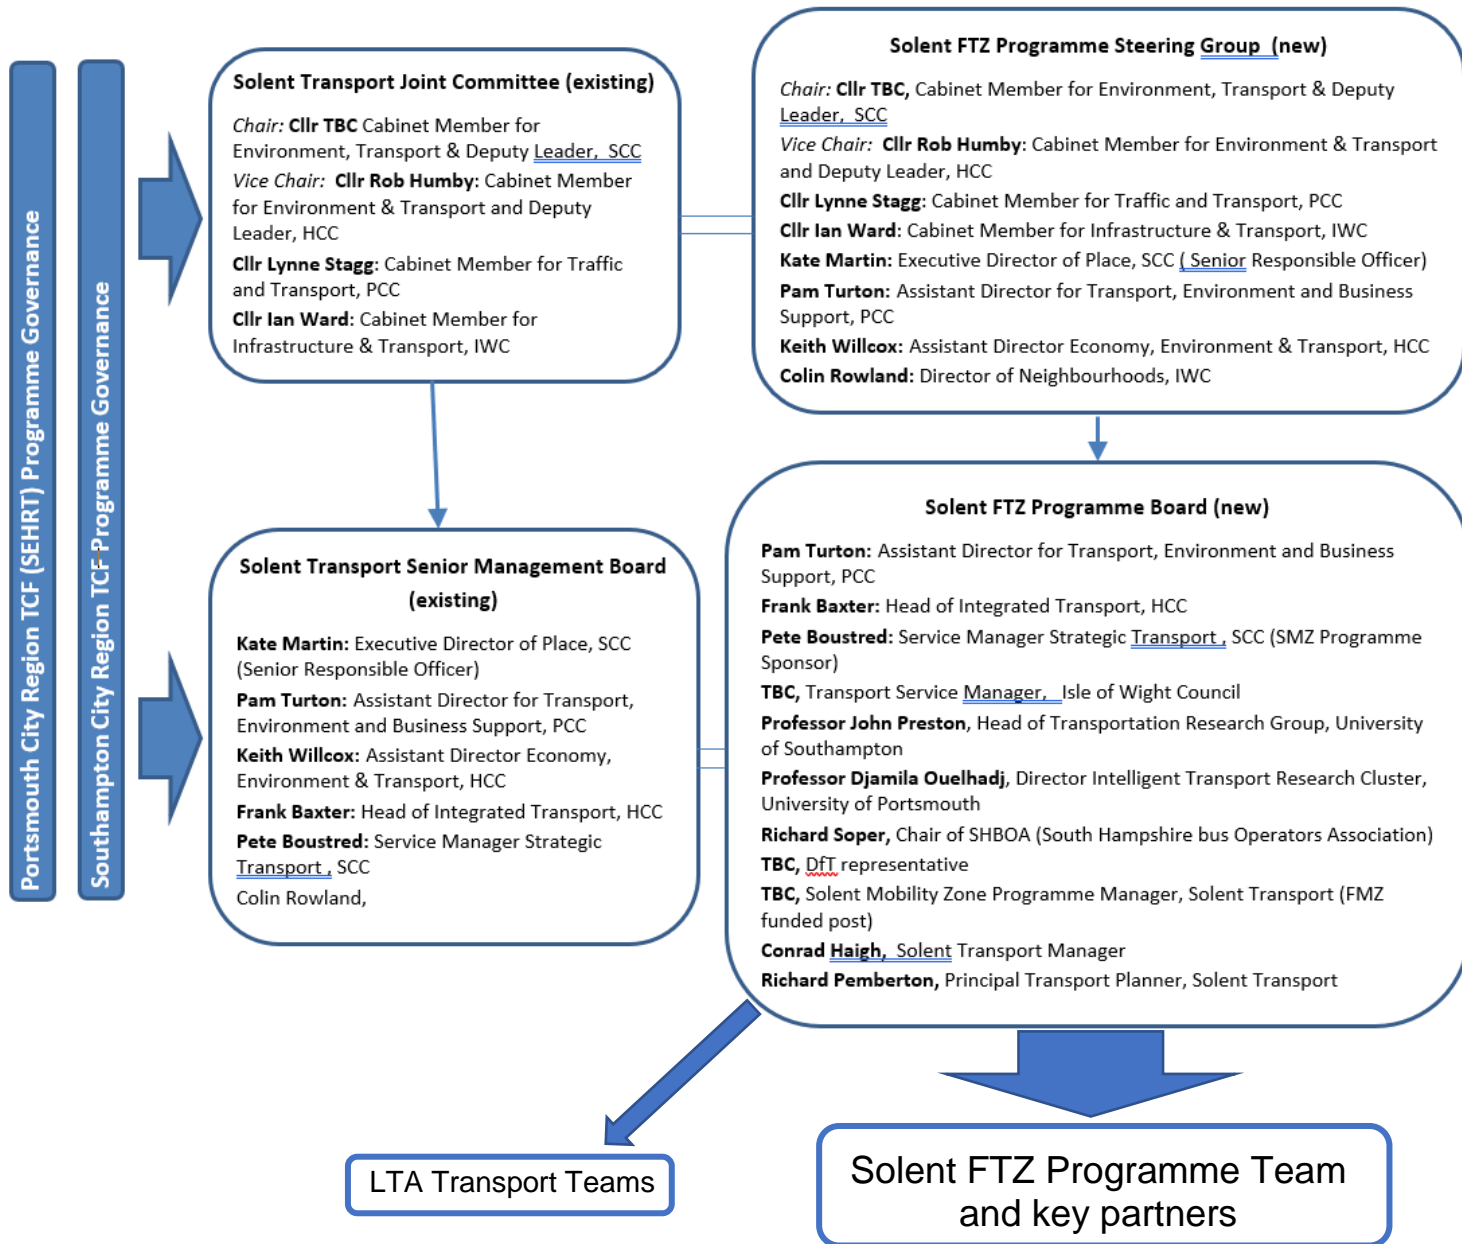 Portsmouth City Region TCF (SEHRT) Programme Governance
Southampton City Region TCF Programme Governance
Solent Transport Joint Committee (existing)
Chair: Cllr TBC Cabinet Member for
Environment, Transport & Deputy Leader, SCC
Vice Chair: Cllr Rob Humby: Cabinet Member
for Environment & Transport and Deputy
Leader, HCC
Cllr Lynne Stagg: Cabinet Member for Traffic
and Transport, PCC
Cllr Ian Ward: Cabinet Member for
Infrastructure & Transport, IWC
Solent FTZ Programme Steering Group (new)
Chair: Cllr TBC, Cabinet Member for Environment, Transport & Deputy
Leader, SCC
Vice Chair: Cllr Rob Humby: Cabinet Member for Environment & Transport
and Deputy Leader, HCC
Cllr Lynne Stagg: Cabinet Member for Traffic and Transport, PCC
Cllr Ian Ward: Cabinet Member for Infrastructure & Transport, IWC
Kate Martin: Executive Director of Place, SCC ( Senior Responsible Officer)
Pam Turton: Assistant Director for Transport, Environment and Business
Support, PCC
Keith Willcox: Assistant Director Economy, Environment & Transport, HCC
Colin Rowland: Director of Neighbourhoods, IWC
Solent Transport Senior Management Board
(existing)
Kate Martin: Executive Director of Place, SCC
(Senior Responsible Officer)
Pam Turton: Assistant Director for Transport,
Environment and Business Support, PCC
Keith Willcox: Assistant Director Economy,
Environment & Transport, HCC
Frank Baxter: Head of Integrated Transport, HCC
Pete Boustred: Service Manager Strategic
Transport , SCC
Colin Rowland,
Solent FTZ Programme Board (new)
Pam Turton: Assistant Director for Transport, Environment and Business
Support, PCC
Frank Baxter: Head of Integrated Transport, HCC
Pete Boustred: Service Manager Strategic Transport , SCC (SMZ Programme
Sponsor)
TBC, Transport Service Manager, Isle of Wight Council
Professor John Preston, Head of Transportation Research Group, University
of Southampton
Professor Djamila Ouelhadj, Director Intelligent Transport Research Cluster,
University of Portsmouth
Richard Soper, Chair of SHBOA (South Hampshire bus Operators Association)
TBC, DfT representative
TBC, Solent Mobility Zone Programme Manager, Solent Transport (FMZ
funded post)
Conrad Haigh, Solent Transport Manager
Richard Pemberton, Principal Transport Planner, Solent Transport
LTA Transport Teams
Solent FTZ Programme Team
and key partners